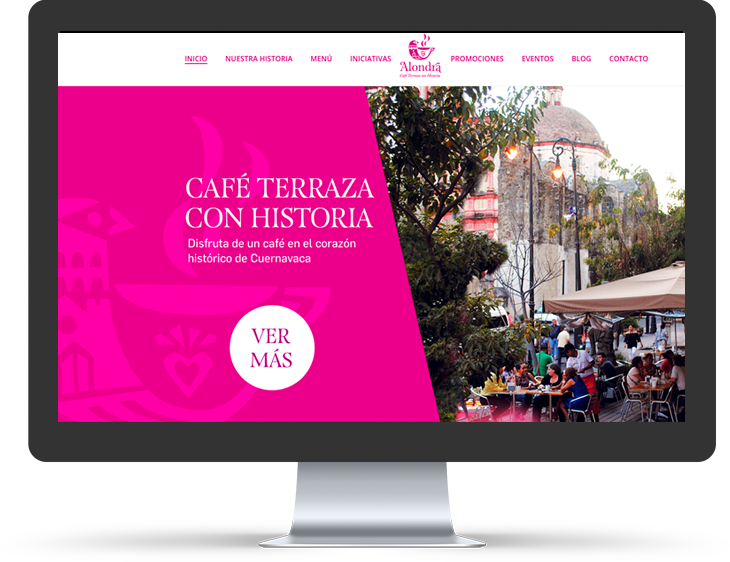 INICIO NUESTRA HISTORIA MENÚ INICIATIVAS
Alondra
Café Terraza con Historia
PROMOCIONES EVENTOS BLOG CONTACTO
CAFÉ TERRAZA
CON HISTORIA
Disfruta de un café en el corazón
histórico de Cuernavaca
VER
MÁS